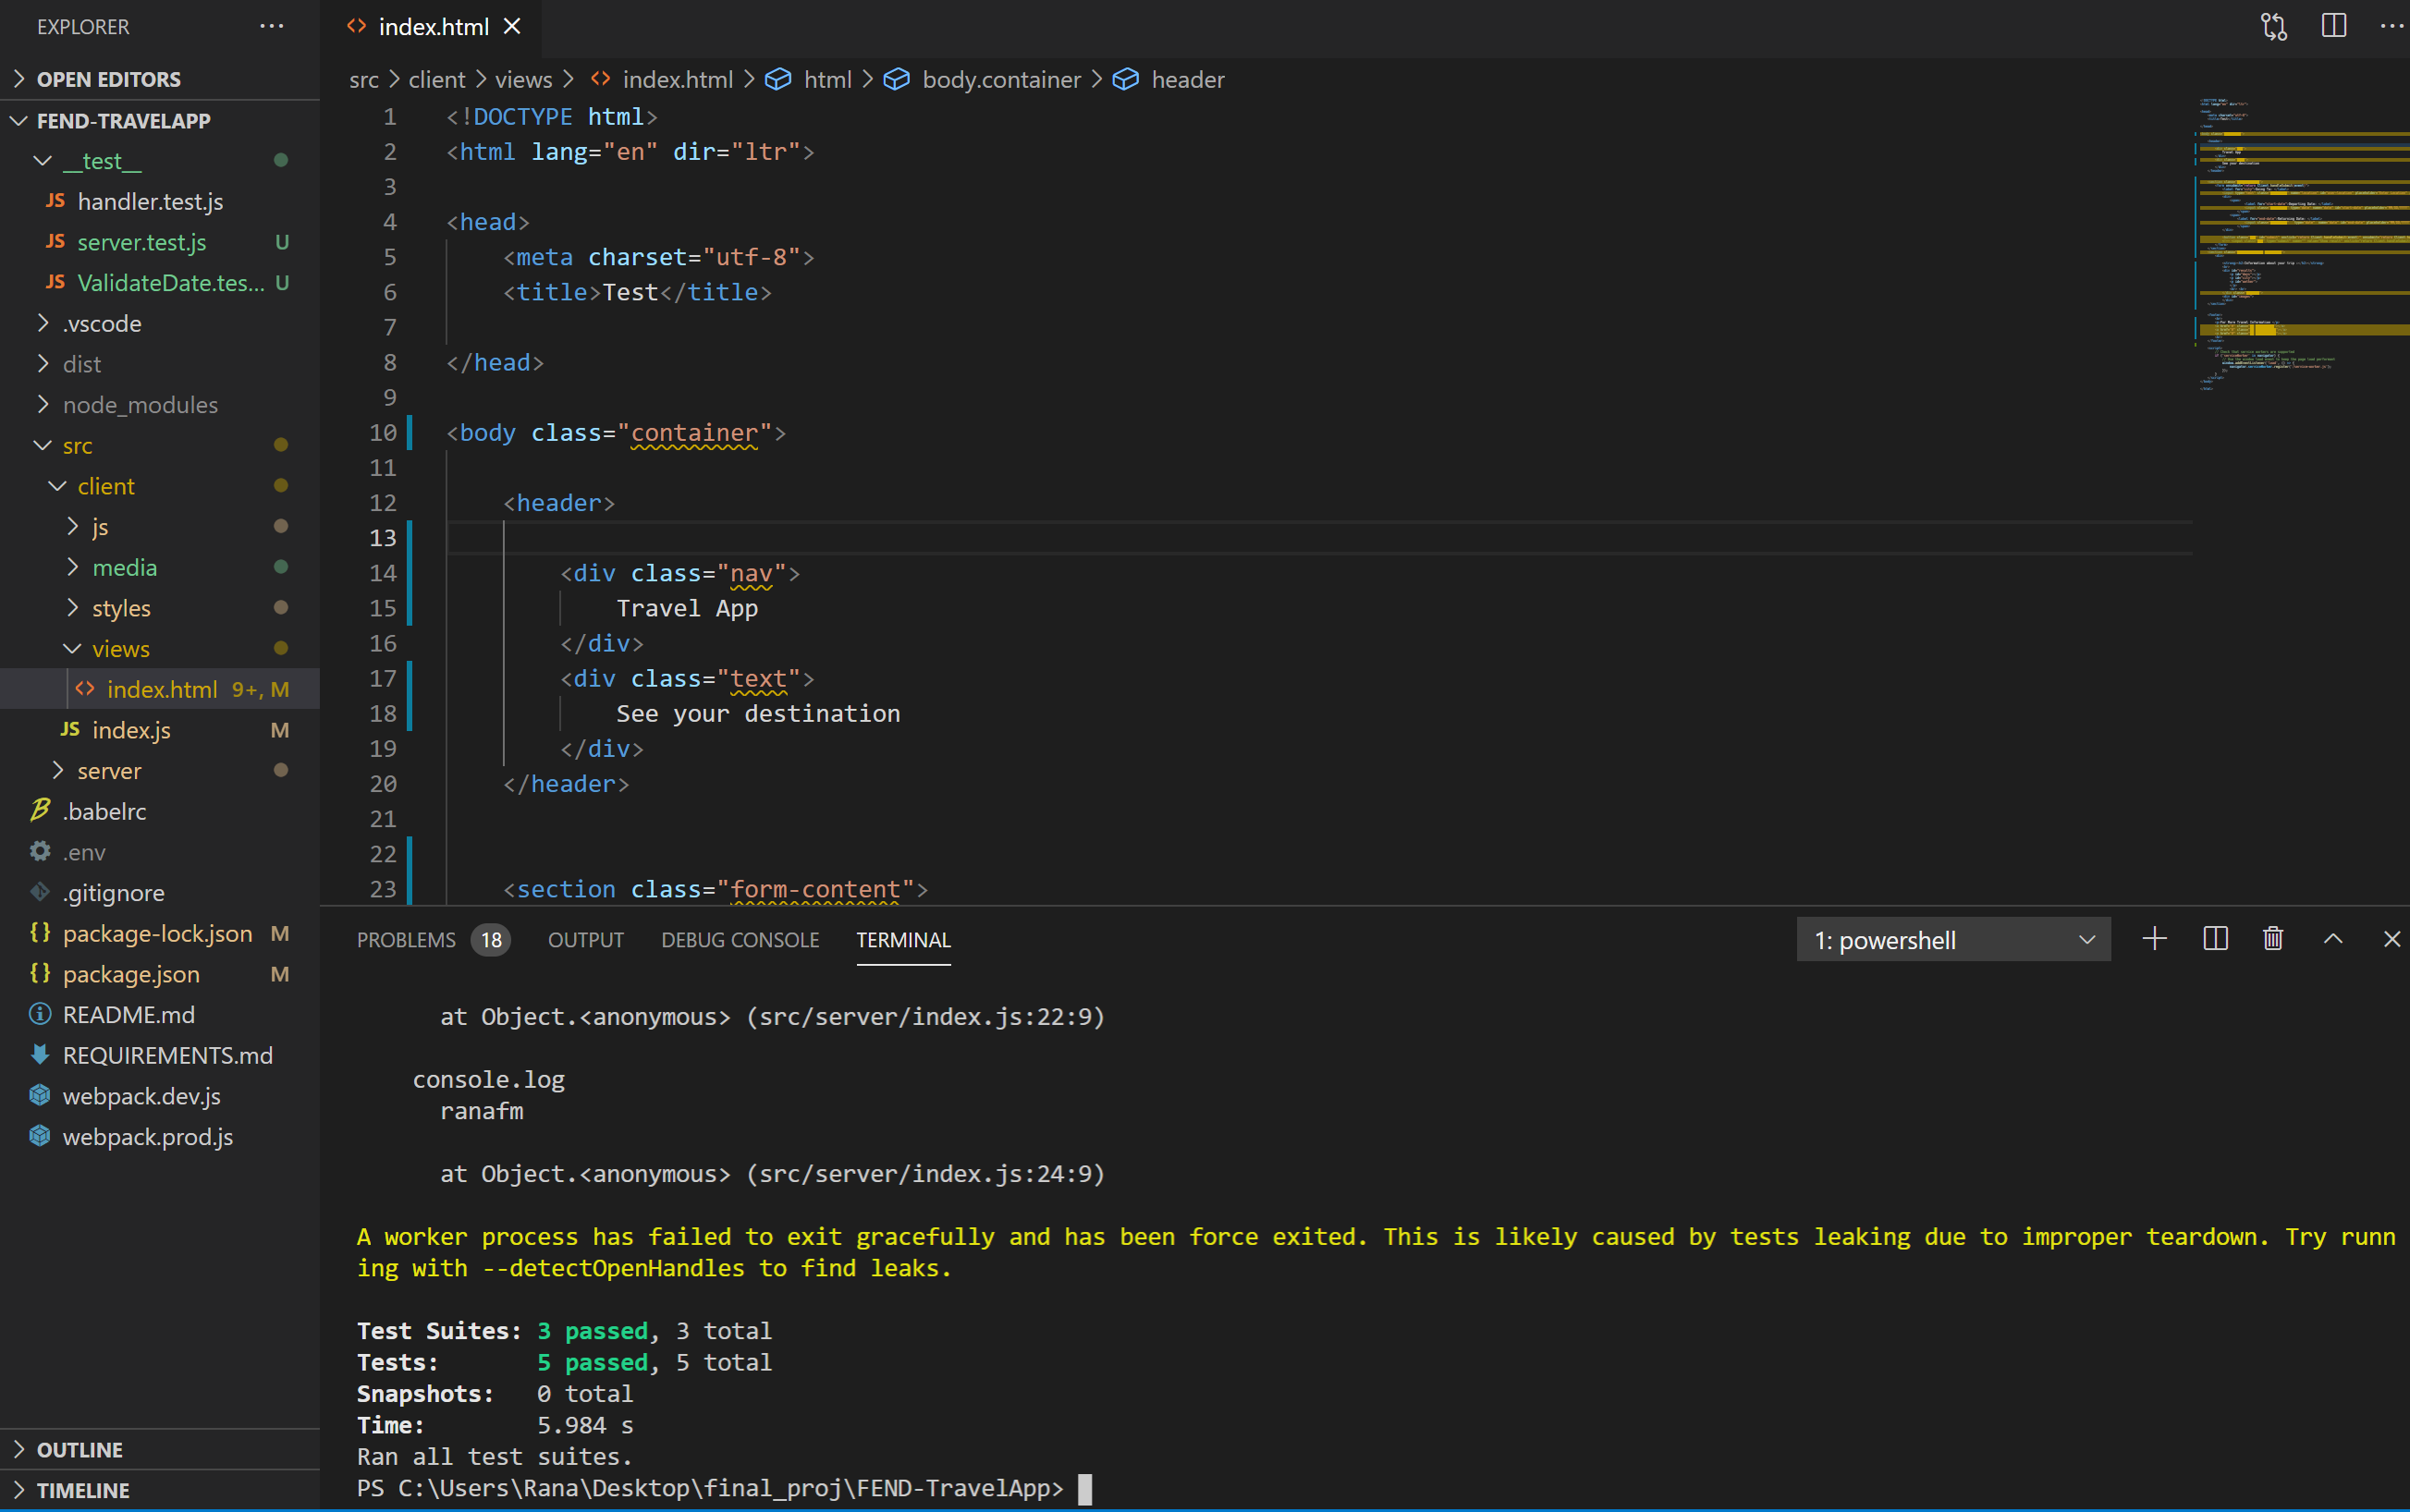 EXPLORER
OPEN EDITORS
FEND-TRAVELAPP
__test__
JS handler.test.js
JS server.test.js U
JS ValidateDate.tes... U
.vscode
dist
node_modules
src
client
js
media
styles
views
<> index.html 9+, M
JS index.js M
server
.babelrc
.env
.gitignore
{} package-lock.json M
{} package.json M
README.md
REQUIREMENTS.md
webpack.dev.js
webpack.prod.js
OUTLINE
TIMELINE
<> index.html
src > client > views > <> index.html > html > body.container > header
1 <!DOCTYPE html>
2 <html lang="en" dir="ltr">
3
4 <head>
5 <meta charset="utf-8">
6 <title>Test</title>
7
8 </head>
9
10 <body class="container">
11
12 <header>
13
14 <div class="nav">
15 Travel App
16 </div>
17 <div class="text">
18 See your destination
19 </div>
20 </header>
21
22
23 <section class="form-content">
PROBLEMS 18 OUTPUT DEBUG CONSOLE TERMINAL 1: powershell
at Object.<anonymous> (src/server/index.js:22:9)
console.log
ranafm
at Object.<anonymous> (src/server/index.js:24:9)
A worker process has failed to exit gracefully and has been force exited. This is likely caused by tests leaking due to improper teardown. Try runn
ing with --detectOpenHandles to find leaks.
Test Suites: 3 passed, 3 total
Tests: 5 passed, 5 total
Snapshots: 0 total
Time: 5.984 s
Ran all test suites.
PS C:\Users\Rana\Desktop\final_proj\FEND-TravelApp>